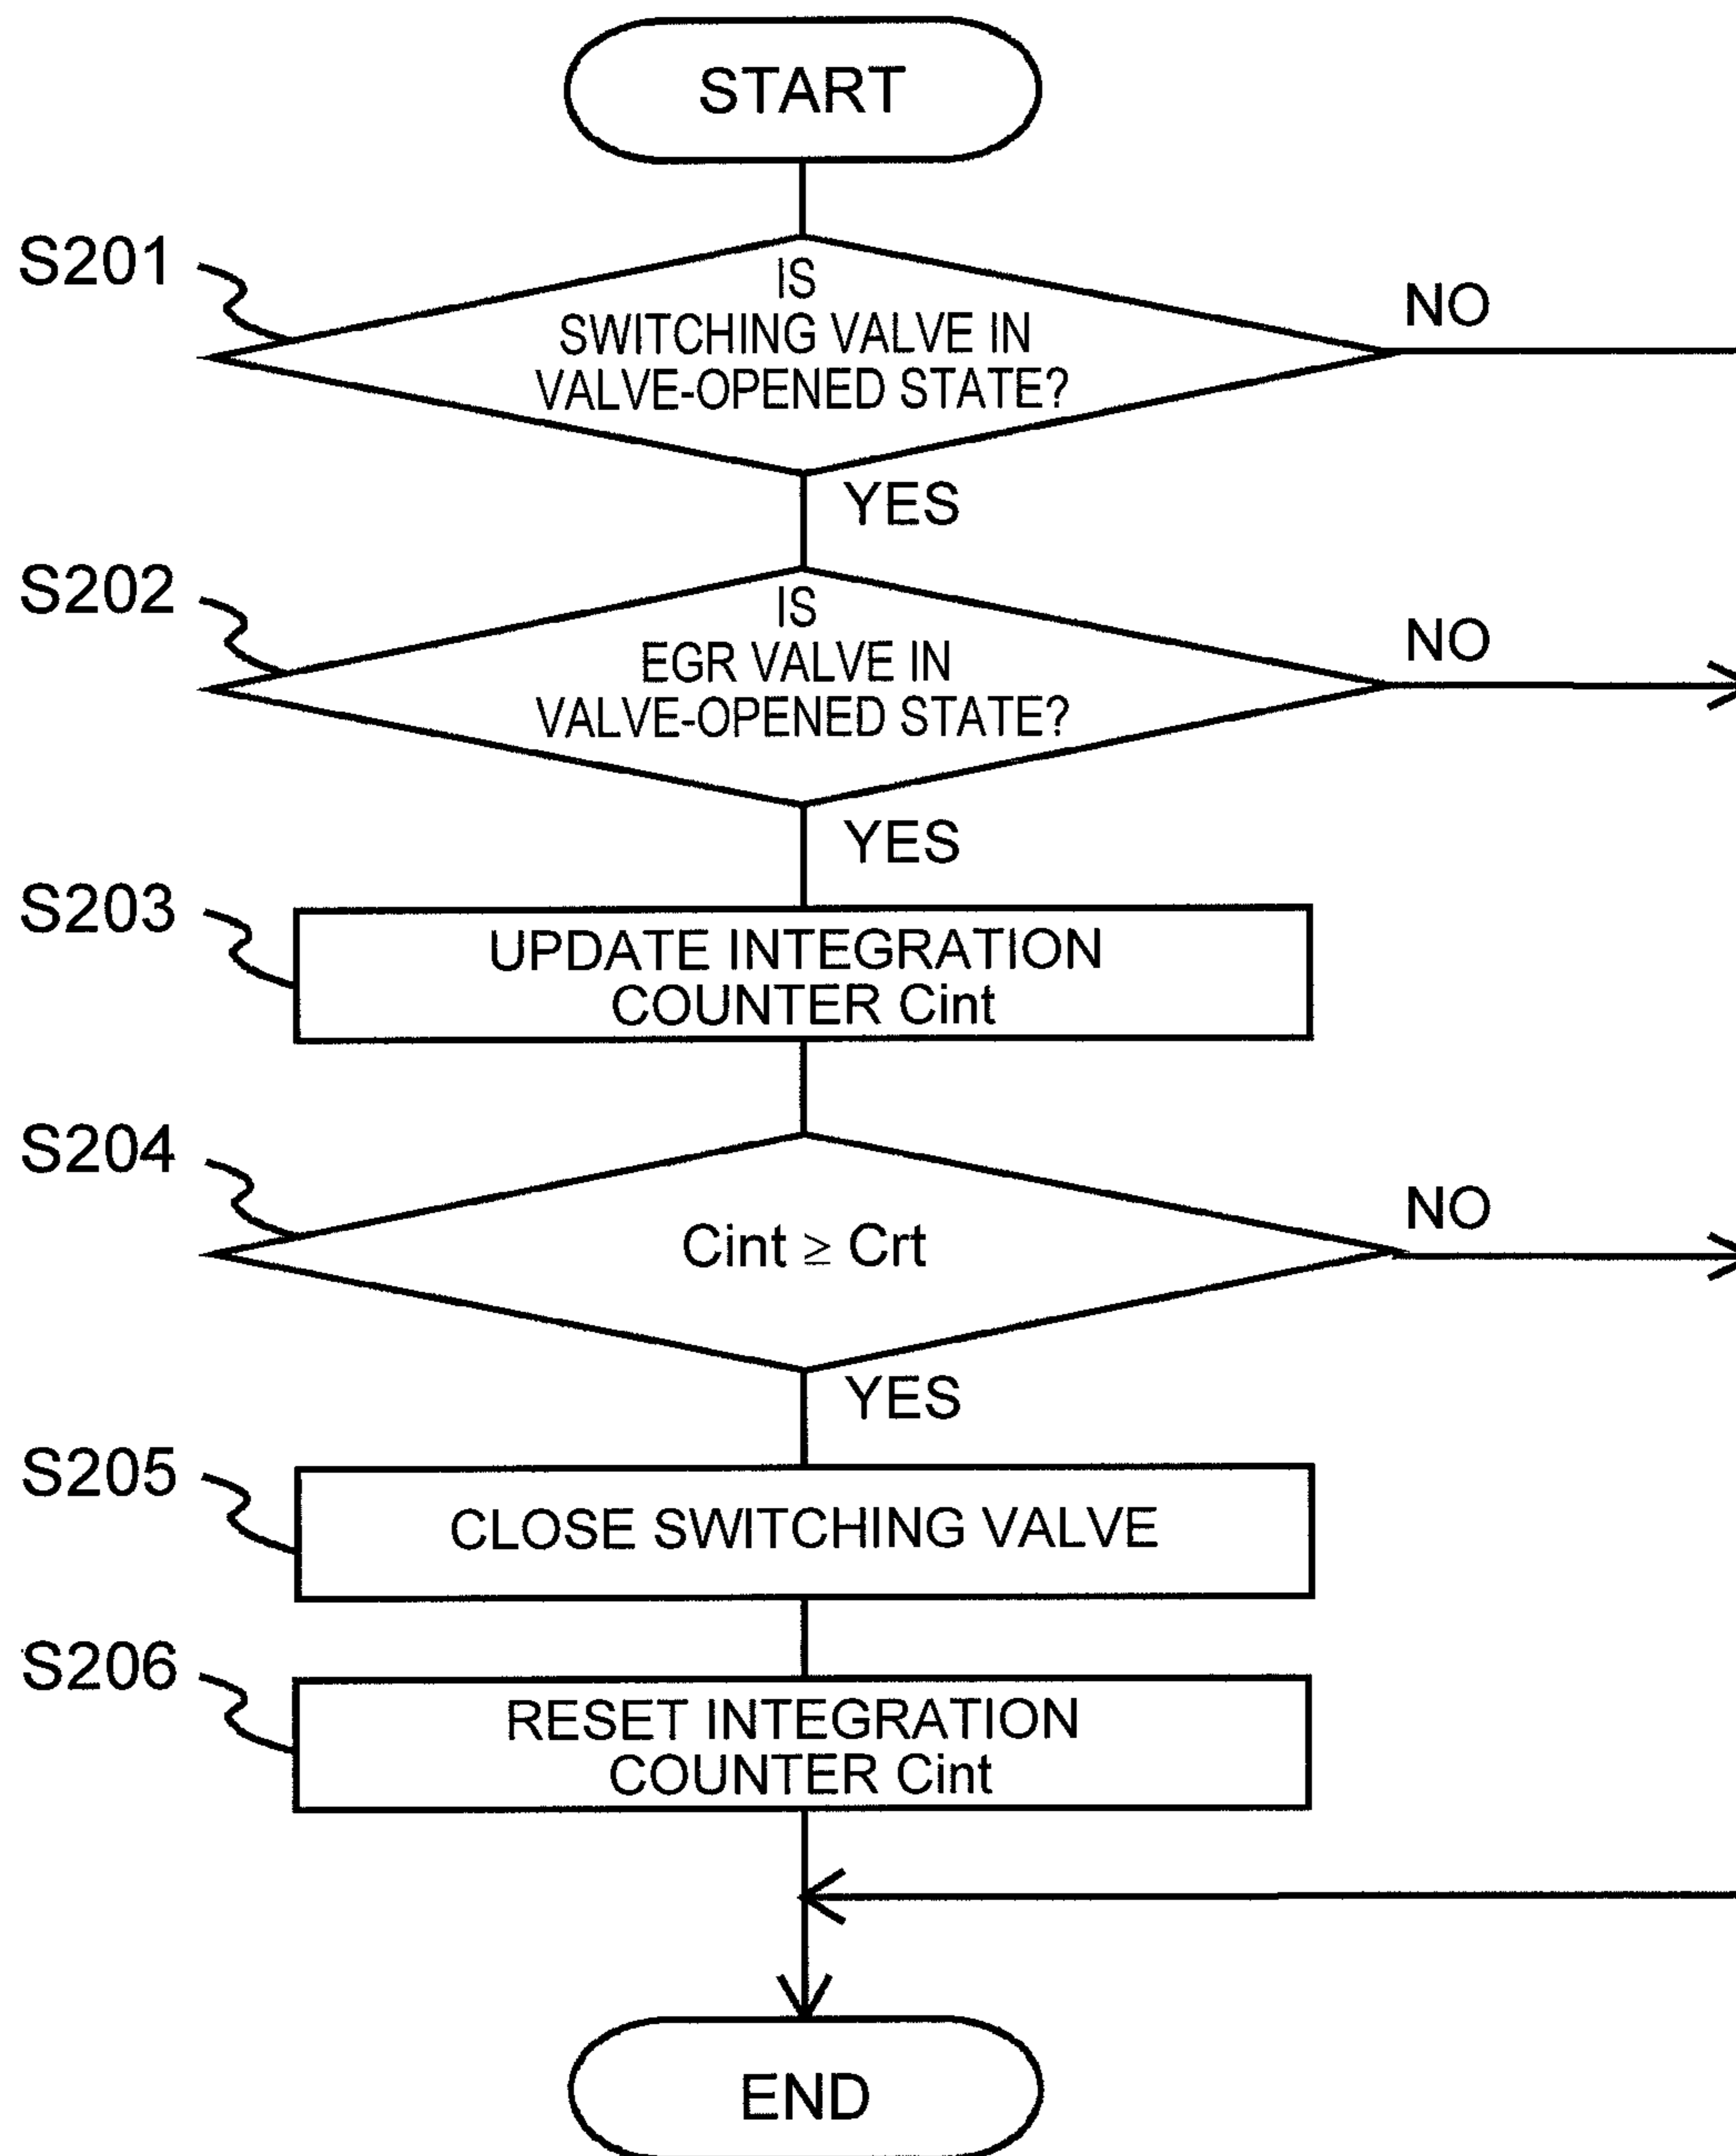 START
S201
IS
SWITCHING VALVE IN
VALVE-OPENED STATE?
NO
YES
S202
IS
EGR VALVE IN
VALVE-OPENED STATE?
NO
YES
S203
UPDATE INTEGRATION
COUNTER Cint
S204
Cint ≥ Crt
NO
YES
S205
CLOSE SWITCHING VALVE
S206
RESET INTEGRATION
COUNTER Cint
END